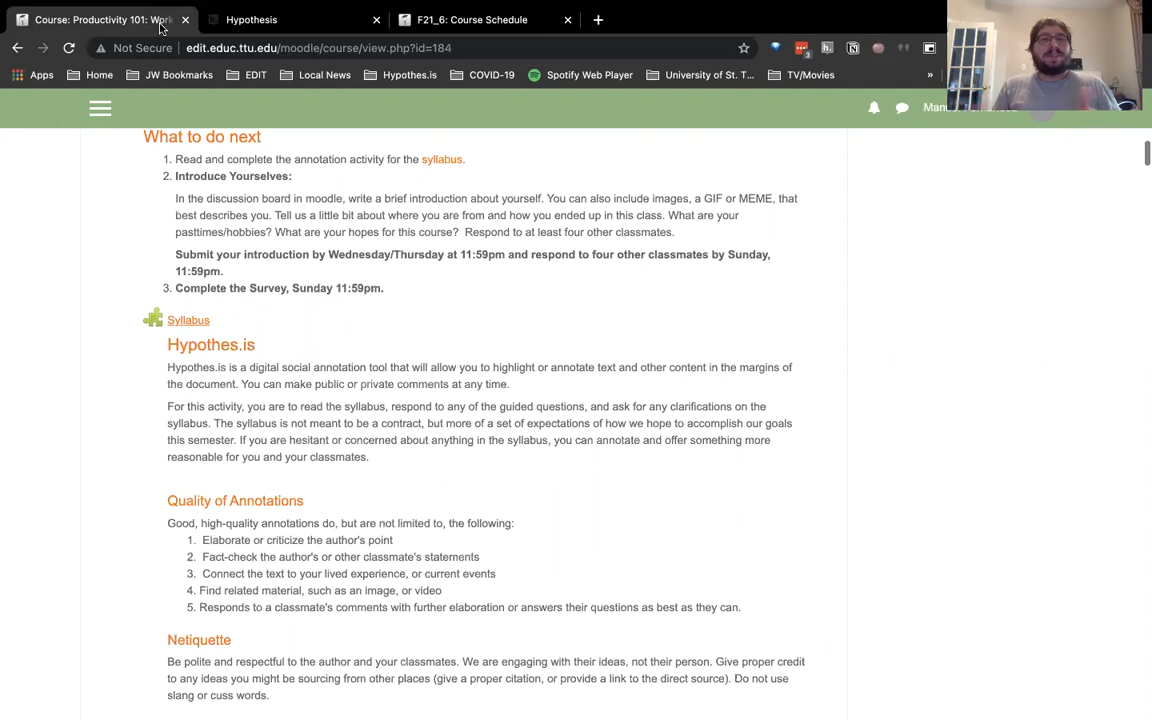 Course: Productivity 101: Work
Hypothesis
F21_6: Course Schedule
Not Secure
edit.educ.ttu.edu/moodle/course/view.php?id=184
3
Apps
Home
JW Bookmarks
EDIT
Local News
Hypothes.is
COVID-19
Spotify Web Player
University of St. T...
TV/Movies
»
What to do next
1. Read and complete the annotation activity for the syllabus.
2. Introduce Yourselves:
In the discussion board in moodle, write a brief introduction about yourself. You can also include images, a GIF or MEME, that
best describes you. Tell us a little bit about where you are from and how you ended up in this class. What are your
pasttimes/hobbies? What are your hopes for this course? Respond to at least four other classmates.
Submit your introduction by Wednesday/Thursday at 11:59pm and respond to four other classmates by Sunday,
11:59pm.
3. Complete the Survey, Sunday 11:59pm.
Syllabus
Hypothes.is
Hypothes.is is a digital social annotation tool that will allow you to highlight or annotate text and other content in the margins of
the document. You can make public or private comments at any time.
For this activity, you are to read the syllabus, respond to any of the guided questions, and ask for any clarifications on the
syllabus. The syllabus is not meant to be a contract, but more of a set of expectations of how we hope to accomplish our goals
this semester. If you are hesitant or concerned about anything in the syllabus, you can annotate and offer something more
reasonable for you and your classmates.
Quality of Annotations
Good, high-quality annotations do, but are not limited to, the following:
1. Elaborate or criticize the author's point
2. Fact-check the author's or other classmate's statements
3. Connect the text to your lived experience, or current events
4. Find related material, such as an image, or video
5. Responds to a classmate's comments with further elaboration or answers their questions as best as they can.
Netiquette
Be polite and respectful to the author and your classmates. We are engaging with their ideas, not their person. Give proper credit
to any ideas you might be sourcing from other places (give a proper citation, or provide a link to the direct source). Do not use
slang or cuss words.